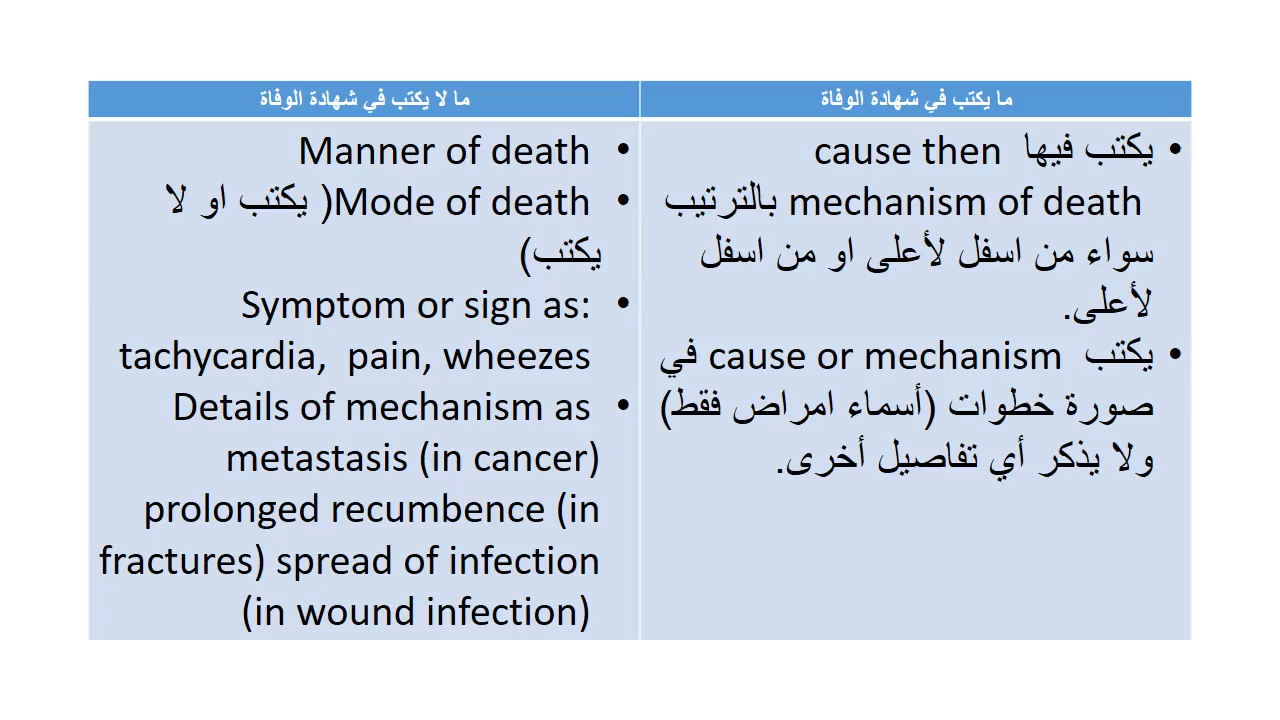 ما يكتب في شهادة الوفاة
ما لا يكتب في شهادة الوفاة
• يكتب فيها cause then
mechanism of death بالترتيب
سواء من اسفل لأعلى او من اسفل
لأعلى.
• يكتب cause or mechanism في
صورة خطوات (أسماء امراض فقط)
ولا يذكر أي تفاصيل أخرى.
• Manner of death
• Mode of death( يكتب او لا
يكتب)
• Symptom or sign as:
tachycardia, pain, wheezes
• Details of mechanism as
metastasis (in cancer)
prolonged recumbence (in
fractures) spread of infection
(in wound infection)